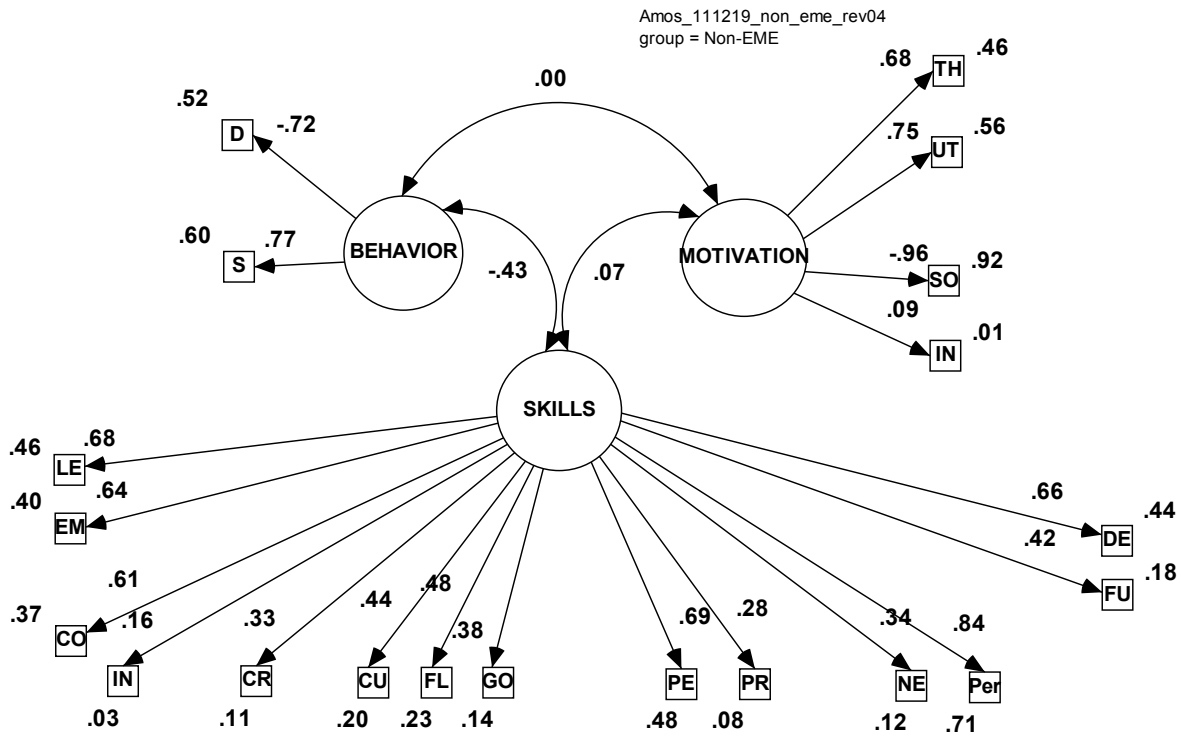 Amos_111219_non_eme_rev04
group = Non-EME
.00
.68
.46
TH
.52
-.72
D
.75
.56
UT
.60
.77
S
BEHAVIOR
MOTIVATION
-.43
.07
-.96
.92
SO
.09
.01
IN
SKILLS
.46
.68
LE
.40
.64
EM
.66
.44
DE
.42
.18
FU
.61
.37
CO
.16
.33
.44
.48
.38
.69
.28
.34
.84
IN
CR
CU
FL
GO
PE
PR
NE
Per
.03
.11
.20
.23
.14
.48
.08
.12
.71